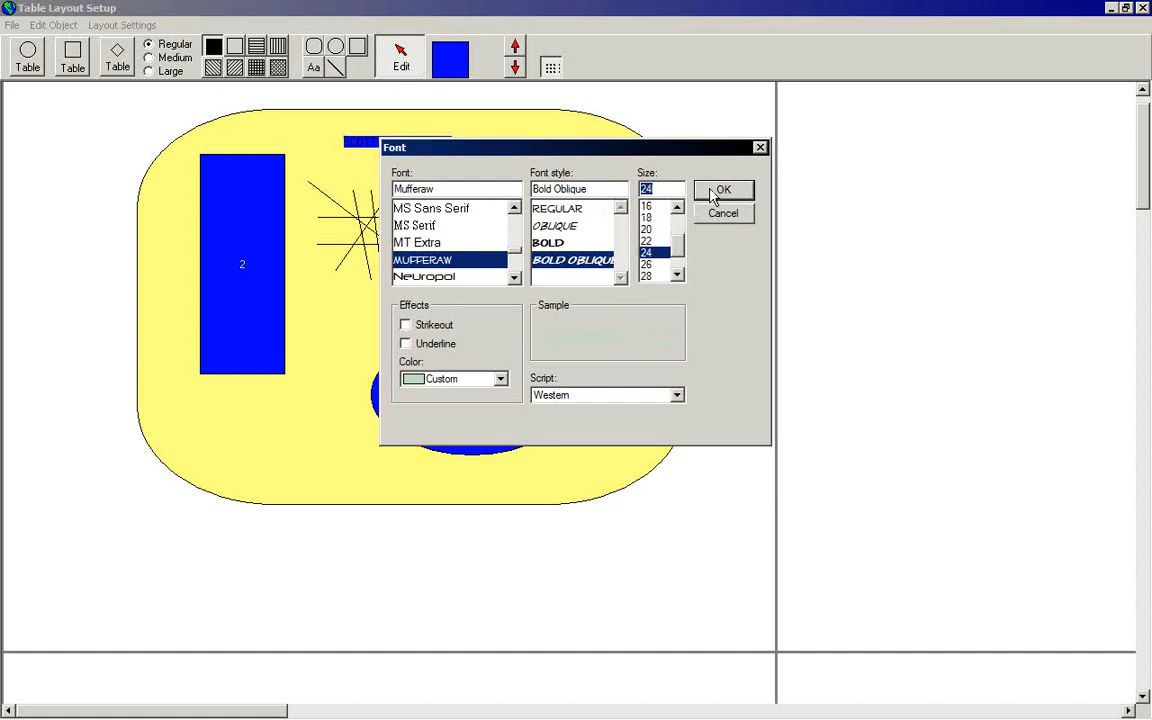 Table Layout Setup
File Edit Object Layout Settings
Table Table Table
Regular
Medium
Large
Aa
Edit
SCOTT
2
Font
Font:
Mufferaw
MS Sans Serif
MS Serif
MT Extra
MUFFERAW
Neuropol
Font style:
Bold Oblique
REGULAR
OBLIQUE
BOLD
BOLD OBLIQUE
Size:
24
16
18
20
22
24
26
28
OK
Cancel
Effects
Strikeout
Underline
Color:
Custom
Sample
Script:
Western